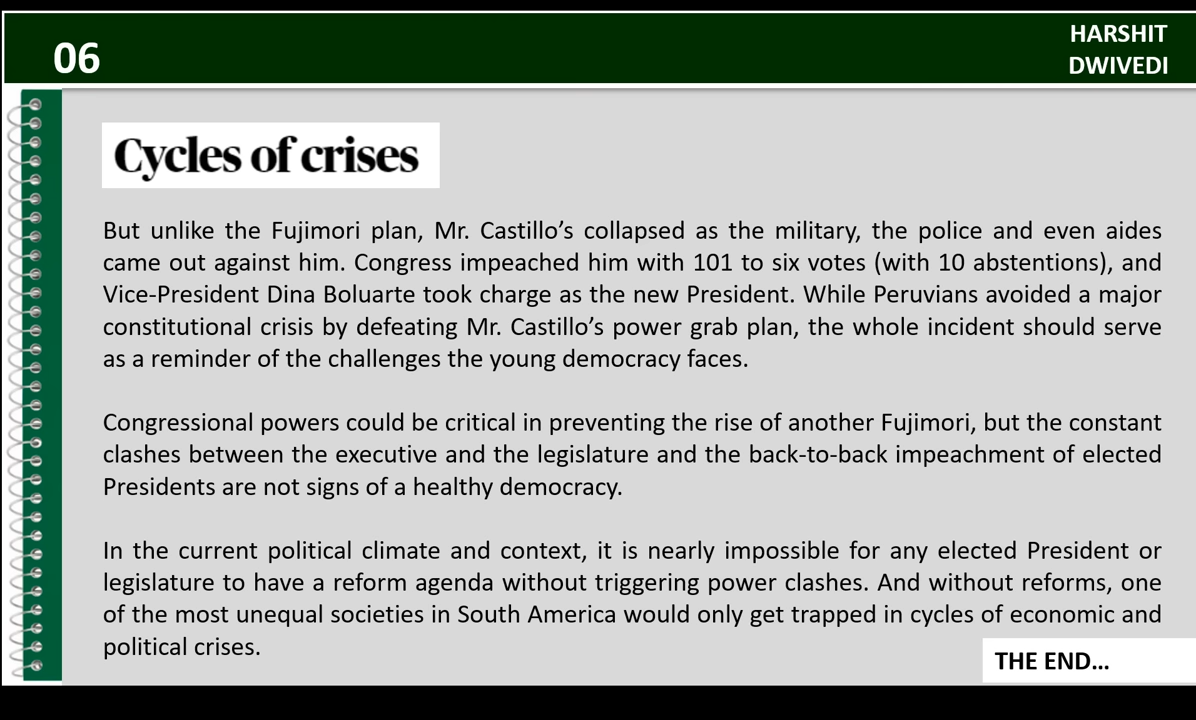 06
HARSHIT
DWIVEDI
Cycles of crises
But unlike the Fujimori plan, Mr. Castillo’s collapsed as the military, the police and even aides
came out against him. Congress impeached him with 101 to six votes (with 10 abstentions), and
Vice-President Dina Boluarte took charge as the new President. While Peruvians avoided a major
constitutional crisis by defeating Mr. Castillo’s power grab plan, the whole incident should serve
as a reminder of the challenges the young democracy faces.
Congressional powers could be critical in preventing the rise of another Fujimori, but the constant
clashes between the executive and the legislature and the back-to-back impeachment of elected
Presidents are not signs of a healthy democracy.
In the current political climate and context, it is nearly impossible for any elected President or
legislature to have a reform agenda without triggering power clashes. And without reforms, one
of the most unequal societies in South America would only get trapped in cycles of economic and
political crises.
THE END...